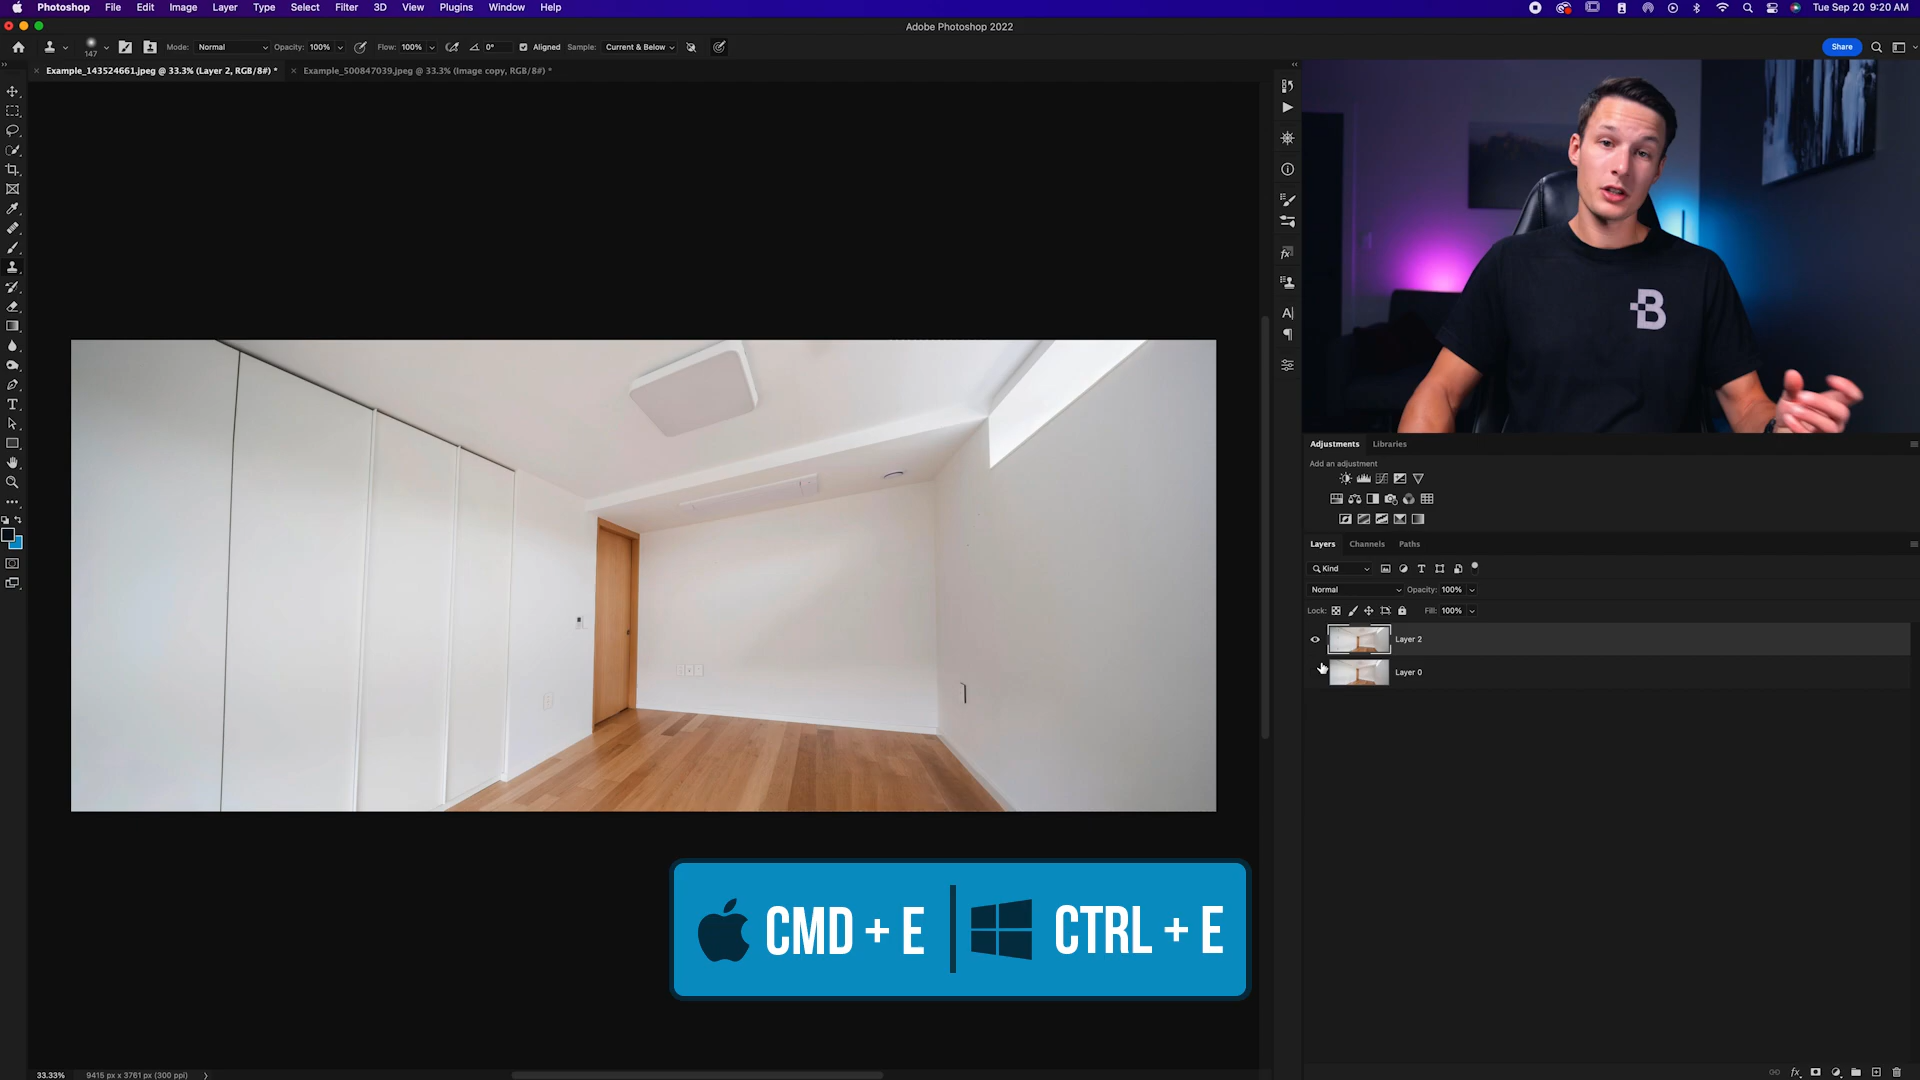 Photoshop File Edit Image Layer Type Select Filter 3D View Plugins Window Help
Tue Sep 20 9:20 AM
Adobe Photoshop 2022
147
Mode: Normal Opacity: 100% Flow: 100% 0° Aligned Sample: Current & Below
Share
Example_143524661.jpeg @ 33.3% (Layer 2, RGB/8#) *
Example_500847039.jpeg @ 33.3% (Image copy, RGB/8#) *
B
Adjustments Libraries
Add an adjustment
Layers Channels Paths
Kind
Normal Opacity: 100%
Lock: Fill: 100%
Layer 2
Layer 0
CMD + E CTRL + E
33.33% 9415 px x 3761 px (300 ppi)